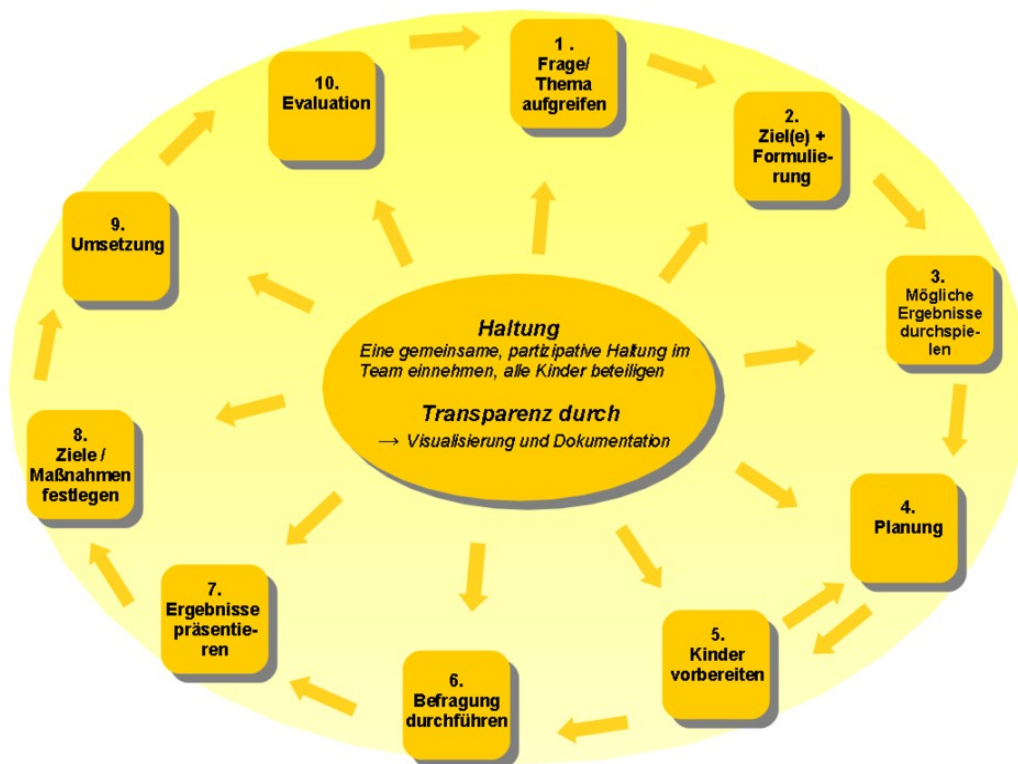 1 .
Frage/
Thema
aufgreifen
2.
Ziel(e) +
Formulie-
rung
3.
Mögliche
Ergebnisse
durchspie-
len
4.
Planung
5.
Kinder
vorbereiten
6.
Befragung
durchführen
7.
Ergebnisse
präsentie-
ren
8.
Ziele /
Maßnahmen
festlegen
9.
Umsetzung
10.
Evaluation
Haltung
Eine gemeinsame, partizipative Haltung im
Team einnehmen, alle Kinder beteiligen
Transparenz durch
→ Visualisierung und Dokumentation